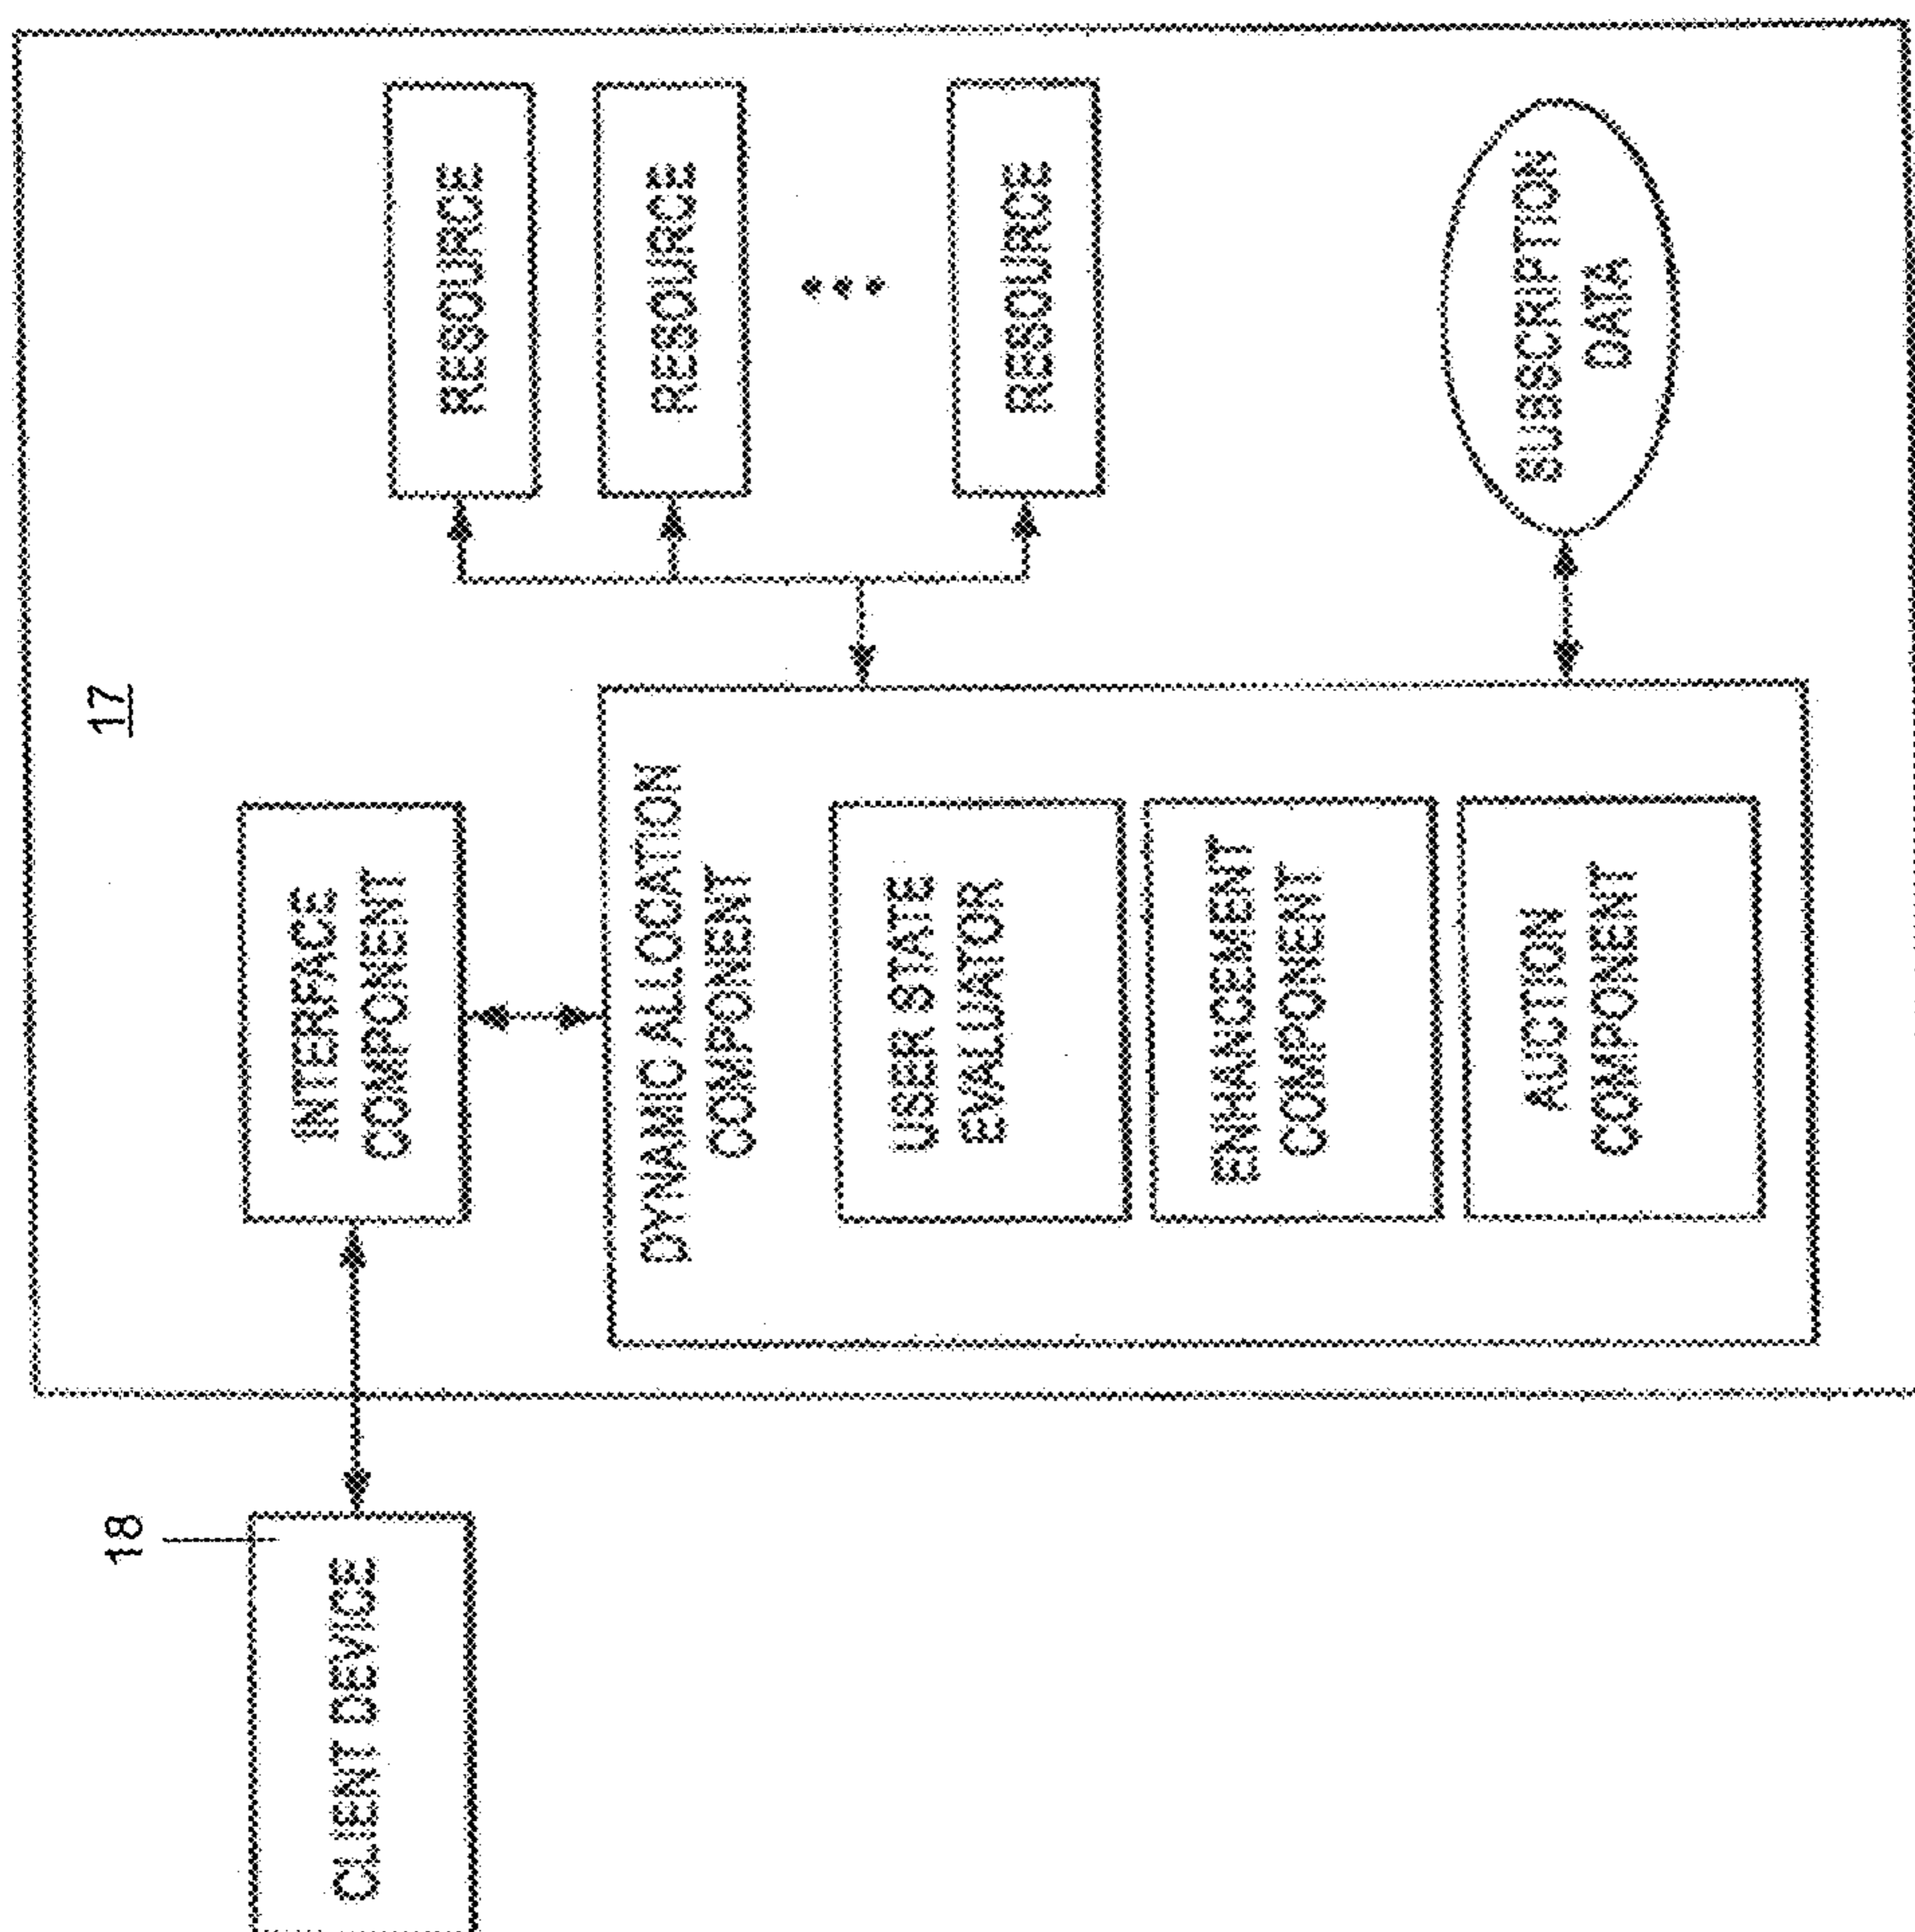 17
18
CLIENT DEVICE
INTERFACE
COMPONENT
RESOURCE
RESOURCE
RESOURCE
DYNAMIC ALLOCATION
COMPONENT
USER STATE
EVALUATOR
ENHANCEMENT
COMPONENT
AUCTION
COMPONENT
SUBSCRIPTION
DATA